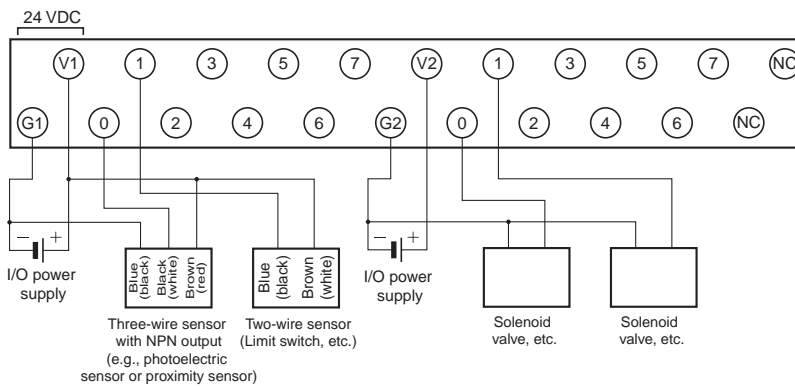 24 VDC
V1 1 3 5 7 V2 1 3 5 7 NC
G1 0 2 4 6 G2 0 2 4 6 NC
− +
I/O power
supply
Blue
(black)
Black
(white)
Brown
(red)
Three-wire sensor
with NPN output
(e.g., photoelectric
sensor or proximity sensor)
Blue
(black)
Brown
(white)
Two-wire sensor
(Limit switch, etc.)
− +
I/O power
supply
Solenoid
valve, etc.
Solenoid
valve, etc.